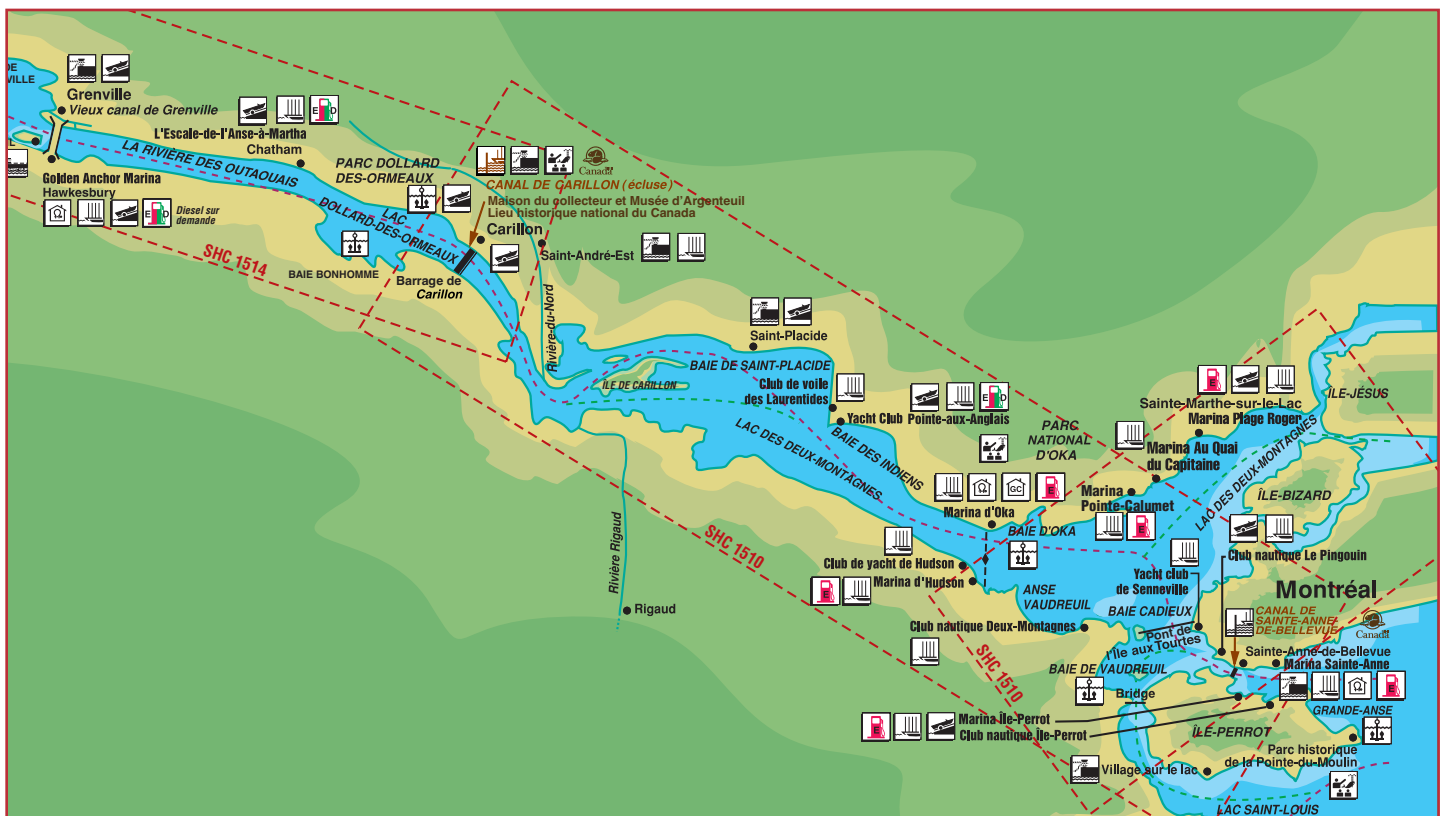 DE
VILLE
Grenville
Vieux canal de Grenville
L'Escale-de-l'Anse-à-Martha
Chatham
E D
LA RIVIÈRE DES OUTAOUAIS
Golden Anchor Marina
Hawkesbury
E D
Diesel sur
demande
PARC DOLLARD
DES-ORMEAUX
LAC
DOLLARD-DES-ORMEAUX
Canada
CANAL DE CARILLON (écluse)
Maison du collecteur et Musée d'Argenteuil
Lieu historique national du Canada
Carillon
Saint-André-Est
SHC 1514
BAIE BONHOMME
Barrage de
Carillon
Rivière-du-Nord
Saint-Placide
BAIE DE SAINT-PLACIDE
ÎLE DE CARILLON
Club de voile
des Laurentides
Yacht Club Pointe-aux-Anglais
E D
LAC DES DEUX-MONTAGNES
BAIE DES INDIENS
PARC
NATIONAL
D'OKA
E
Sainte-Marthe-sur-le-Lac
Marina Plage Roger
Marina Au Quai
du Capitaine
ÎLE-JÉSUS
GC
E
Marina
Pointe-Calumet
E
LAC DES DEUX-MONTAGNES
ÎLE-BIZARD
Marina d'Oka
BAIE D'OKA
Rivière Rigaud
Rigaud
SHC 1510
Club de yacht de Hudson
Marina d'Hudson
E
ANSE
VAUDREUIL
Yacht club
de Senneville
Club nautique Le Pingouin
Montréal
BAIE CADIEUX
CANAL DE
SAINTE-ANNE
-DE-BELLEVUE
Canada
Club nautique Deux-Montagnes
Pont de
l'Ile aux Tourtes
Sainte-Anne-de-Bellevue
Marina Sainte-Anne
E
SHC 1510
BAIE DE VAUDREUIL
Bridge
GRANDE-ANSE
E
Marina Île-Perrot
Club nautique Île-Perrot
ÎLE-PERROT
Parc historique
de la Pointe-du-Moulin
Village sur le lac
LAC SAINT-LOUIS